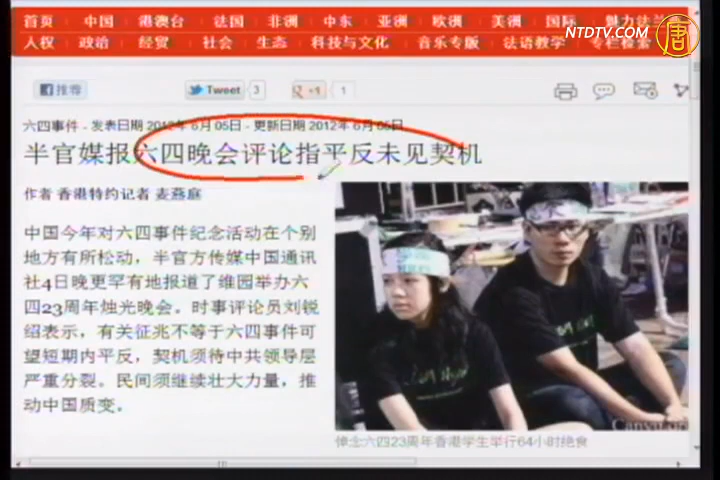 首页 中国 港澳台 法国 非洲 中东 亚洲 欧洲 美洲 国际 魅力法兰
NTDTV.COM
唐
人权 政治 经贸 社会 生态 科技与文化 音乐专版 法语教学 专栏检索
推荐 Tweet 3 +1 1
六四事件 - 发表日期 2012年 6月 05日 - 更新日期 2012年 6月 05日
半官媒报六四晚会评论指平反未见契机
作者 香港特约记者 麦燕庭
中国今年对六四事件纪念活动在个别
地方有所松动，半官方传媒中国通讯
社4日晚更罕有地报道了维园举办六
四23周年烛光晚会。时事评论员刘锐
绍表示，有关征兆不等于六四事件可
望短期内平反，契机须待中共领导层
严重分裂。民间须继续壮大力量，推
动中国质变。
悼念六四23周年香港学生举行64小时绝食